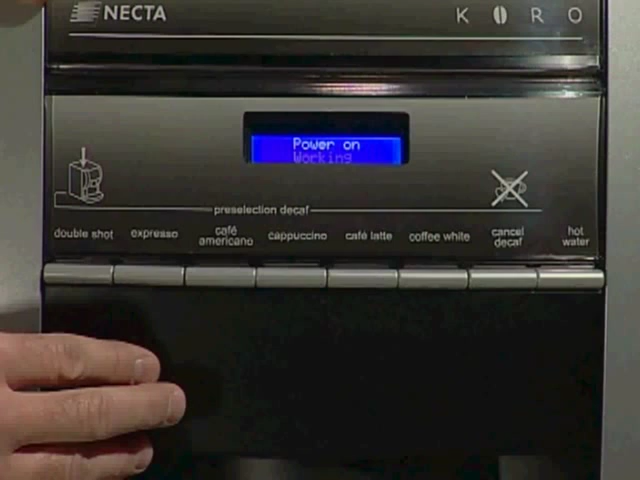 NECTA
K O R O
Power on
Working
preselection decaf
double shot
expresso
café americano
cappuccino
café latte
coffee white
cancel decaf
hot water